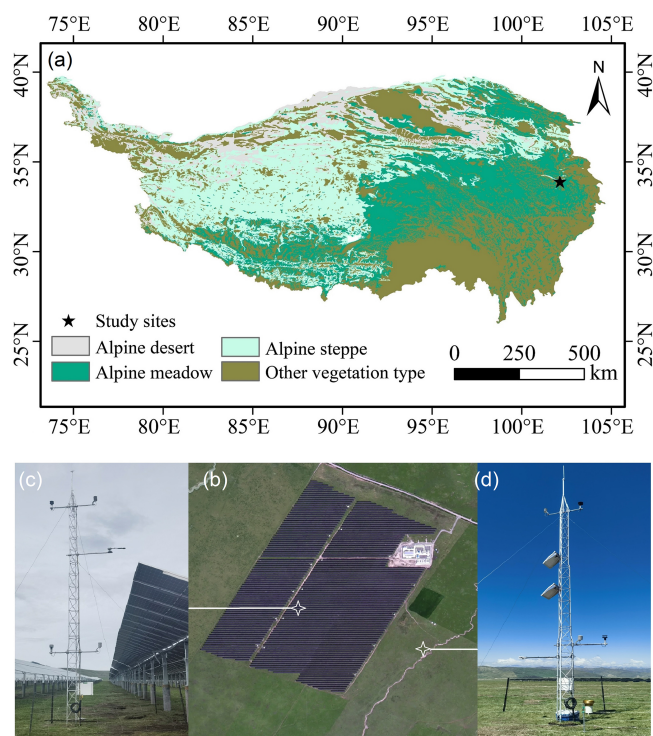 75°E 80°E 85°E 90°E 95°E 100°E 105°E
(a)
N
40°N 40°N
35°N 35°N
30°N 30°N
25°N 25°N
Study sites
Alpine desert Alpine steppe
Alpine meadow Other vegetation type
0 250 500
km
75°E 80°E 85°E 90°E 95°E 100°E 105°E
(c) (b) (d)